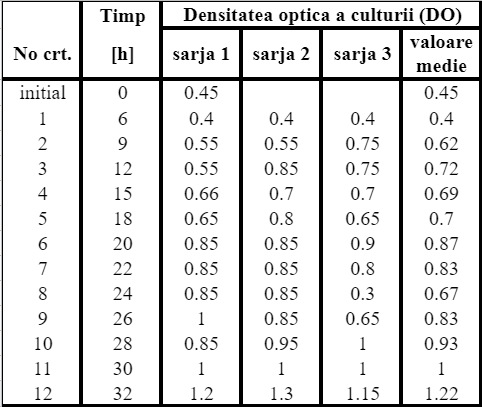 Timp Densitatea optica a culturii (DO)
No crt. [h] sarja 1 sarja 2 sarja 3 valoare medie
initial 0 0.45 0.45
1 6 0.4 0.4 0.4 0.4
2 9 0.55 0.55 0.75 0.62
3 12 0.55 0.85 0.75 0.72
4 15 0.66 0.7 0.7 0.69
5 18 0.65 0.8 0.65 0.7
6 20 0.85 0.85 0.9 0.87
7 22 0.85 0.85 0.8 0.83
8 24 0.85 0.85 0.3 0.67
9 26 1 0.85 0.65 0.83
10 28 0.85 0.95 1 0.93
11 30 1 1 1 1
12 32 1.2 1.3 1.15 1.22